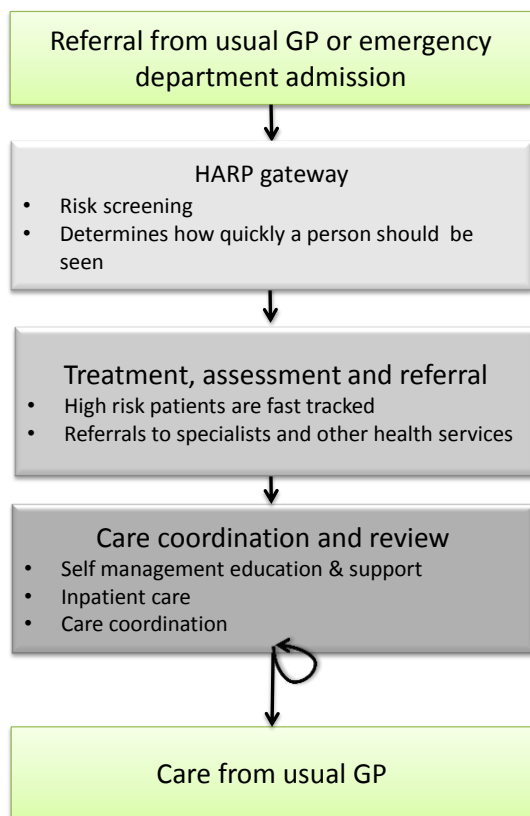 Referral from usual GP or emergency
department admission
HARP gateway
• Risk screening
• Determines how quickly a person should be
seen
Treatment, assessment and referral
• High risk patients are fast tracked
• Referrals to specialists and other health services
Care coordination and review
• Self management education & support
• Inpatient care
• Care coordination
Care from usual GP